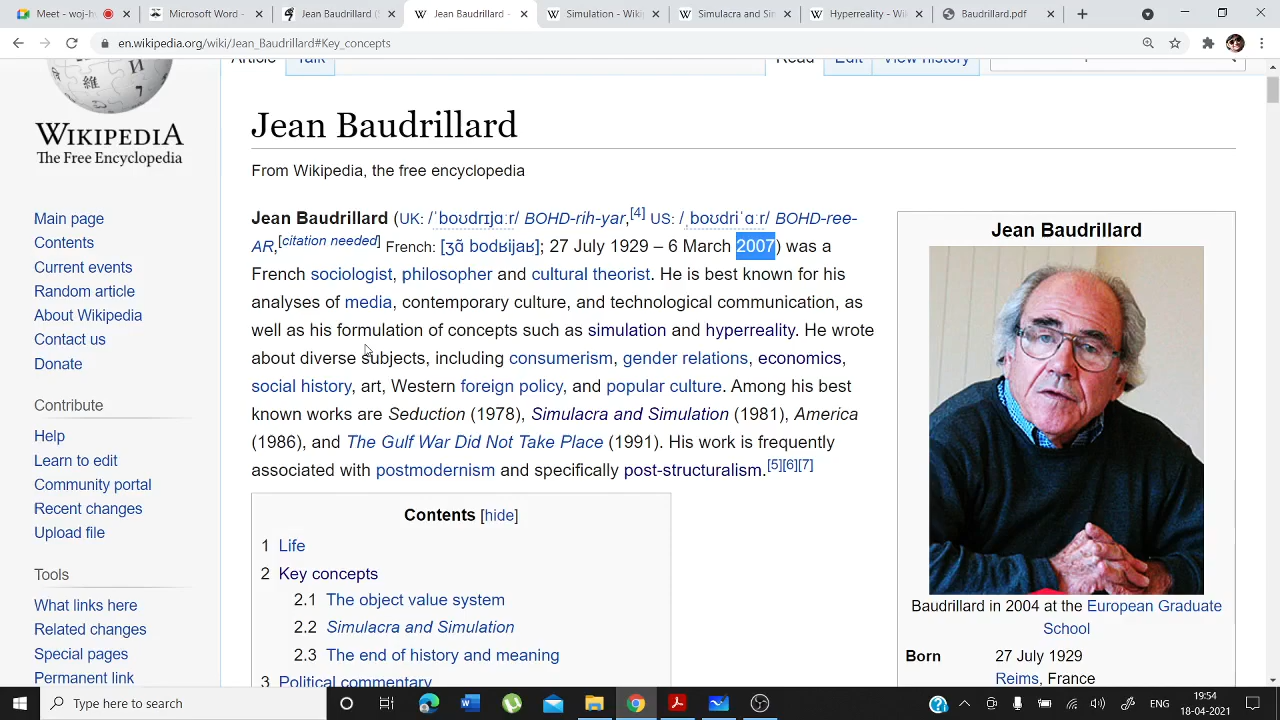 Microsoft Word -
Jean Baudrillard (
Jean Baudrillard -
Simulation - Wiki
Simulacra and Sim
Hyperreality - Wik
Baudrillard.pdf
en.wikipedia.org/wiki/Jean_Baudrillard#Key_concepts
Article
Talk
Read
Edit
View history
WIKIPEDIA
The Free Encyclopedia
Main page
Contents
Current events
Random article
About Wikipedia
Contact us
Donate
Contribute
Help
Learn to edit
Community portal
Recent changes
Upload file
Tools
What links here
Related changes
Special pages
Permanent link
Jean Baudrillard
From Wikipedia, the free encyclopedia
Jean Baudrillard (UK: /ˈboʊdrɪjɑːr/ BOHD-rih-yar,[4] US: /ˌboʊdriˈɑːr/ BOHD-ree-
AR,[citation needed] French: [ʒɑ̃ bodʁijaʁ]; 27 July 1929 – 6 March 2007) was a
French sociologist, philosopher and cultural theorist. He is best known for his
analyses of media, contemporary culture, and technological communication, as
well as his formulation of concepts such as simulation and hyperreality. He wrote
about diverse subjects, including consumerism, gender relations, economics,
social history, art, Western foreign policy, and popular culture. Among his best
known works are Seduction (1978), Simulacra and Simulation (1981), America
(1986), and The Gulf War Did Not Take Place (1991). His work is frequently
associated with postmodernism and specifically post-structuralism.[5][6][7]
Contents [hide]
1 Life
2 Key concepts
2.1 The object value system
2.2 Simulacra and Simulation
2.3 The end of history and meaning
3 Political commentary
Jean Baudrillard
Baudrillard in 2004 at the European Graduate
School
Born 27 July 1929
Reims, France
Type here to search
ENG
19:54
18-04-2021